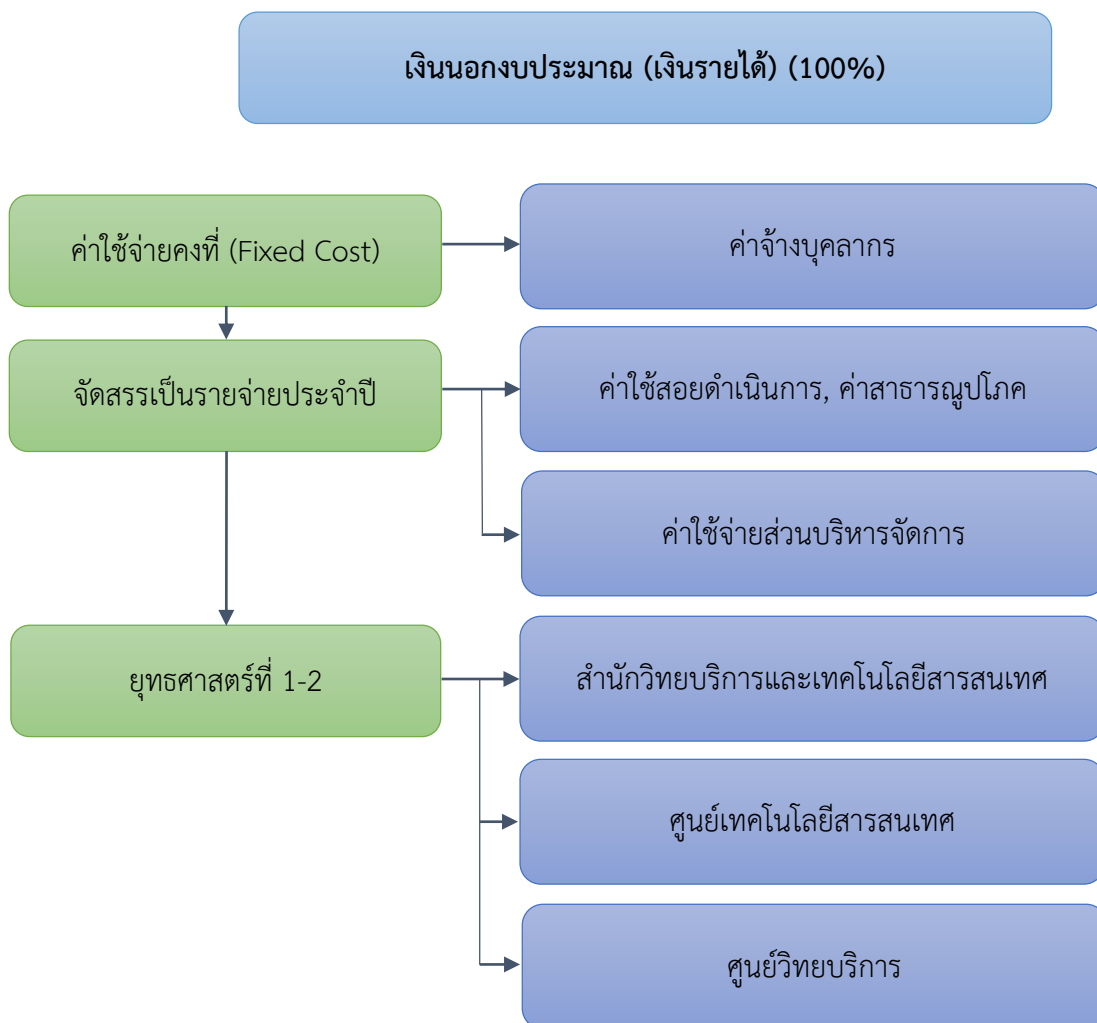 เงินนอกงบประมาณ (เงินรายได้) (100%)
ค่าใช้จ่ายคงที่ (Fixed Cost)
ค่าจ้างบุคลากร
จัดสรรเป็นรายจ่ายประจำปี
ค่าใช้สอยดำเนินการ, ค่าสาธารณูปโภค
ค่าใช้จ่ายส่วนบริหารจัดการ
ยุทธศาสตร์ที่ 1-2
สำนักวิทยบริการและเทคโนโลยีสารสนเทศ
ศูนย์เทคโนโลยีสารสนเทศ
ศูนย์วิทยบริการ